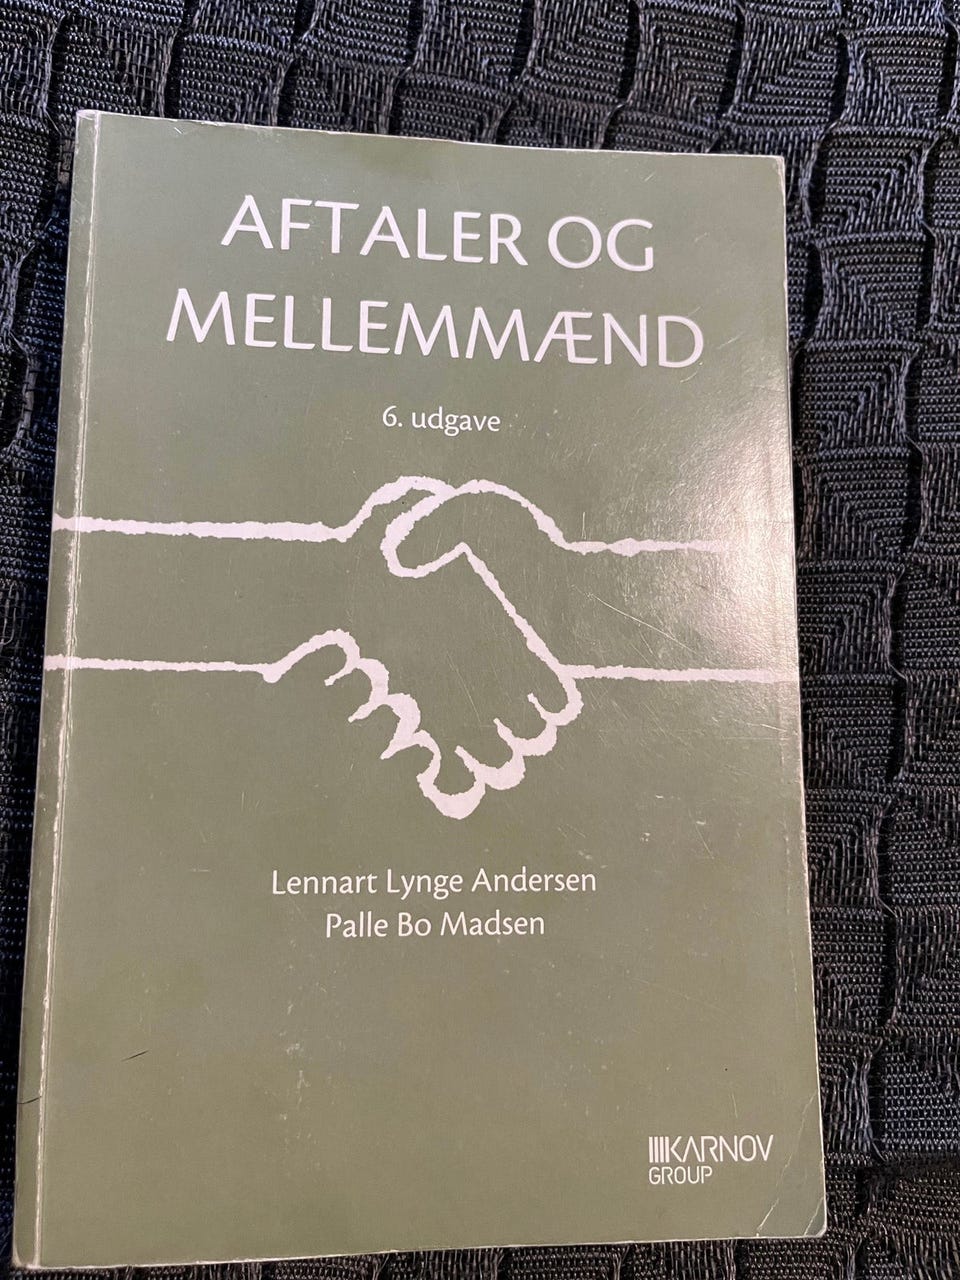 AFTALER OG
MELLEMMÆND
6. udgave
Lennart Lynge Andersen
Palle Bo Madsen
KARNOV
GROUP